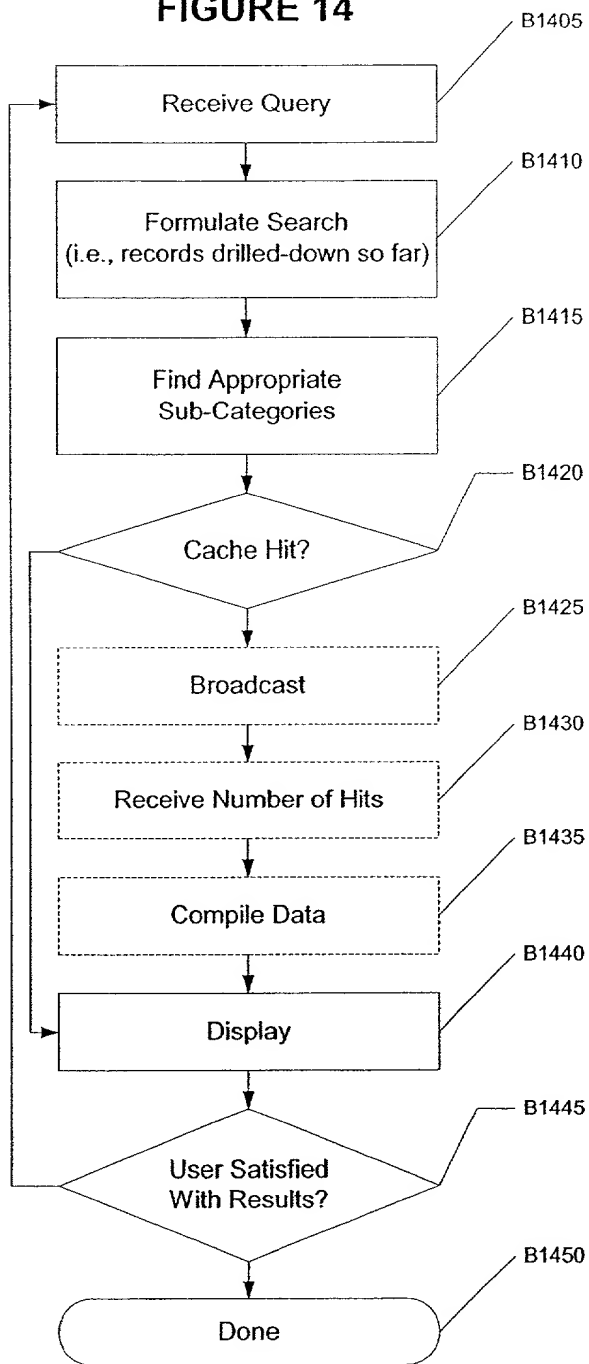 FIGURE 14
B1405
Receive Query
B1410
Formulate Search
(i.e., records drilled-down so far)
B1415
Find Appropriate
Sub-Categories
B1420
Cache Hit?
B1425
Broadcast
B1430
Receive Number of Hits
B1435
Compile Data
B1440
Display
B1445
User Satisfied
With Results?
B1450
Done